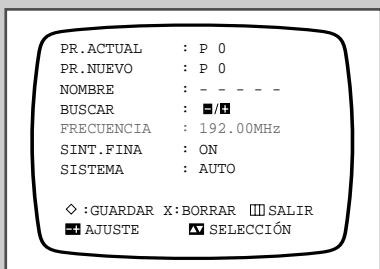 PR.ACTUAL : P 0
PR.NUEVO : P 0
NOMBRE : - - - - -
BUSCAR : -/+
FRECUENCIA : 192.00MHz
SINT.FINA : ON
SISTEMA : AUTO
◇ :GUARDAR X:BORRAR SALIR
-+ AJUSTE ▲▼ SELECCIÓN